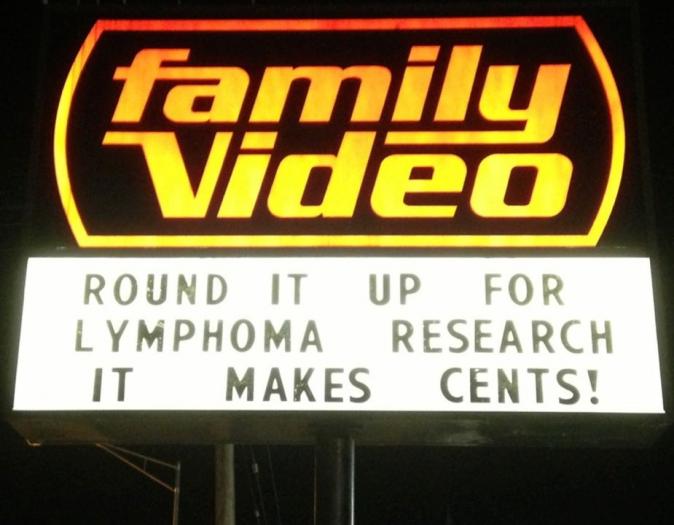 family
Video
ROUND IT UP FOR
LYMPHOMA RESEARCH
IT MAKES CENTS!